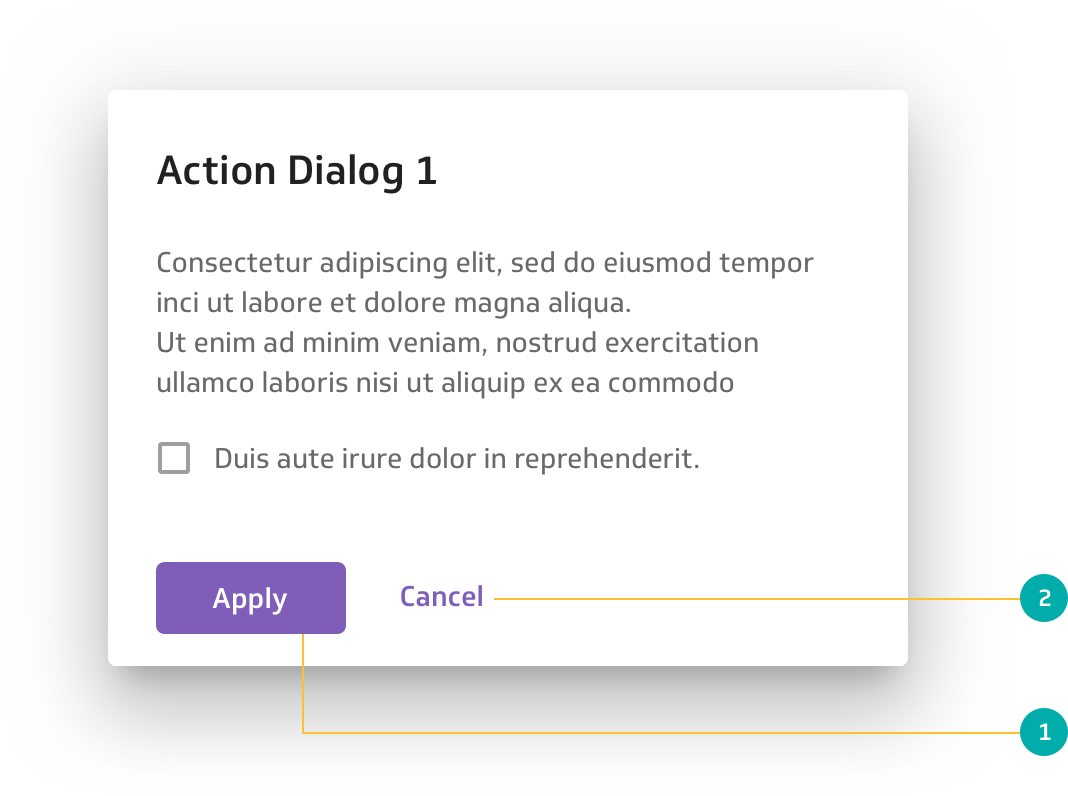 Action Dialog 1
Consectetur adipiscing elit, sed do eiusmod tempor
inci ut labore et dolore magna aliqua.
Ut enim ad minim veniam, nostrud exercitation
ullamco laboris nisi ut aliquip ex ea commodo
Duis aute irure dolor in reprehenderit.
Apply
Cancel
2
1